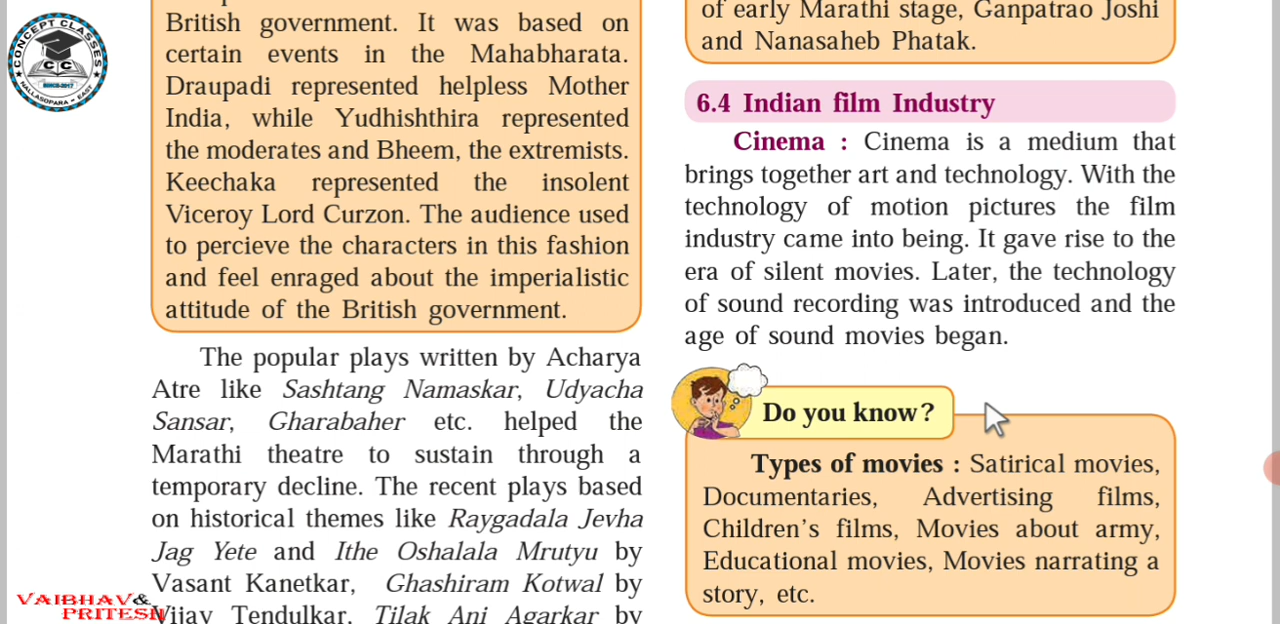 CONCEPT CLASSES
CC
SINCE-2017
NALLASOPARA - EAST
British government. It was based on
certain events in the Mahabharata.
Draupadi represented helpless Mother
India, while Yudhishthira represented
the moderates and Bheem, the extremists.
Keechaka represented the insolent
Viceroy Lord Curzon. The audience used
to percieve the characters in this fashion
and feel enraged about the imperialistic
attitude of the British government.
The popular plays written by Acharya
Atre like Sashtang Namaskar, Udyacha
Sansar, Gharabaher etc. helped the
Marathi theatre to sustain through a
temporary decline. The recent plays based
on historical themes like Raygadala Jevha
Jag Yete and Ithe Oshalala Mrutyu by
Vasant Kanetkar, Ghashiram Kotwal by
Vijay Tendulkar, Tilak Ani Agarkar by
VAIBHAV&
PRITESH
of early Marathi stage, Ganpatrao Joshi
and Nanasaheb Phatak.
6.4 Indian film Industry
Cinema : Cinema is a medium that
brings together art and technology. With the
technology of motion pictures the film
industry came into being. It gave rise to the
era of silent movies. Later, the technology
of sound recording was introduced and the
age of sound movies began.
Do you know?
Types of movies : Satirical movies,
Documentaries, Advertising films,
Children's films, Movies about army,
Educational movies, Movies narrating a
story, etc.